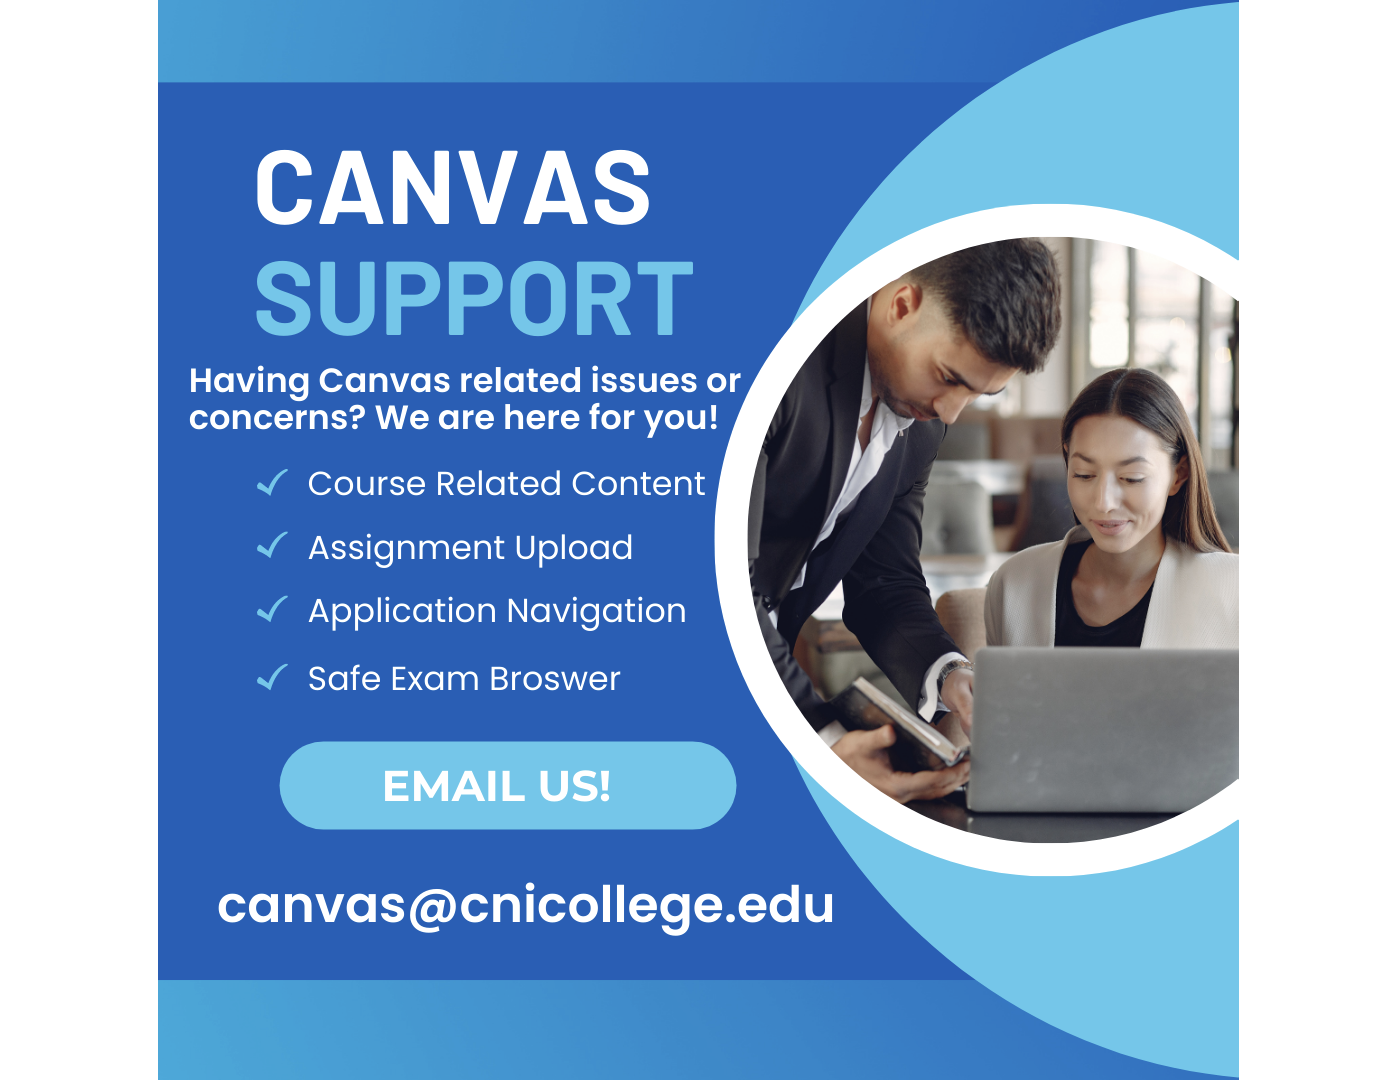 CANVAS
SUPPORT
Having Canvas related issues or
concerns? We are here for you!
Course Related Content
Assignment Upload
Application Navigation
Safe Exam Broswer
EMAIL US!
canvas@cnicollege.edu